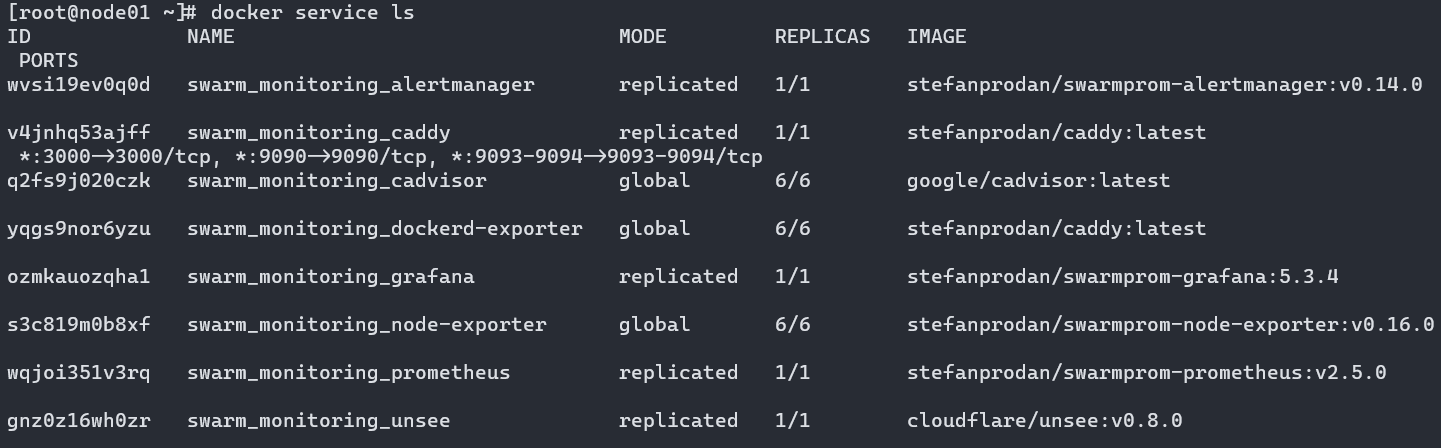 [root@node01 ~]# docker service ls
ID             NAME                                MODE         REPLICAS   IMAGE
 PORTS
wvsi19ev0q0d   swarm_monitoring_alertmanager       replicated   1/1        stefanprodan/swarmprom-alertmanager:v0.14.0
v4jnhq53ajff   swarm_monitoring_caddy              replicated   1/1        stefanprodan/caddy:latest
 *:3000->3000/tcp, *:9090->9090/tcp, *:9093-9094->9093-9094/tcp
q2fs9j020czk   swarm_monitoring_cadvisor           global       6/6        google/cadvisor:latest
yqgs9nor6yzu   swarm_monitoring_dockerd-exporter   global       6/6        stefanprodan/caddy:latest
ozmkauozqha1   swarm_monitoring_grafana            replicated   1/1        stefanprodan/swarmprom-grafana:5.3.4
s3c819m0b8xf   swarm_monitoring_node-exporter      global       6/6        stefanprodan/swarmprom-node-exporter:v0.16.0
wqjoi351v3rq   swarm_monitoring_prometheus         replicated   1/1        stefanprodan/swarmprom-prometheus:v2.5.0
gnz0z16wh0zr   swarm_monitoring_unsee              replicated   1/1        cloudflare/unsee:v0.8.0